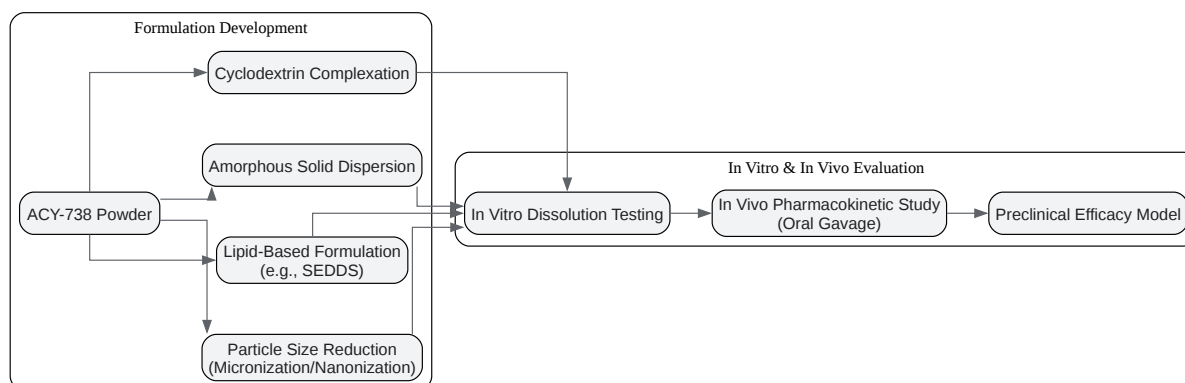 Formulation Development
Cyclodextrin Complexation
Amorphous Solid Dispersion
ACY-738 Powder
Lipid-Based Formulation
(e.g., SEDDS)
Particle Size Reduction
(Micronization/Nanonization)
In Vitro & In Vivo Evaluation
In Vitro Dissolution Testing
In Vivo Pharmacokinetic Study
(Oral Gavage)
Preclinical Efficacy Model